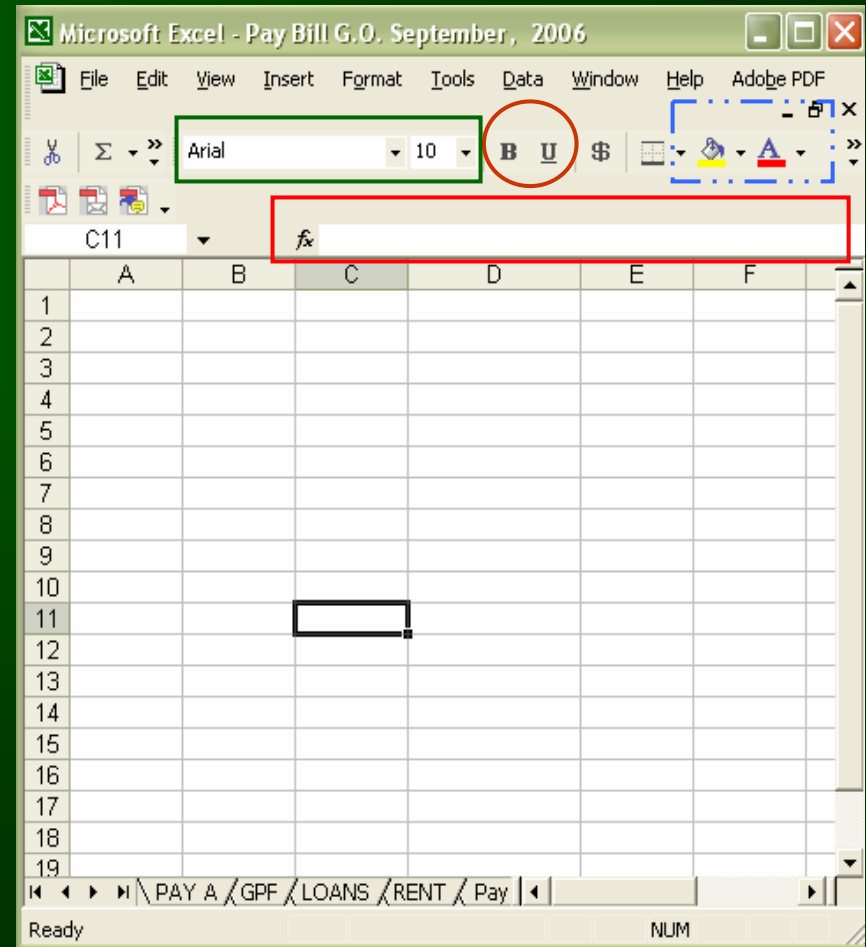 Microsoft Excel - Pay Bill G.O. September, 2006
File Edit View Insert Format Tools Data Window Help Adobe PDF
Σ Arial 10 B U $ A
C11 fx
A B C D E F
1
2
3
4
5
6
7
8
9
10
11
12
13
14
15
16
17
18
19
PAY A GPF LOANS RENT Pay
Ready NUM